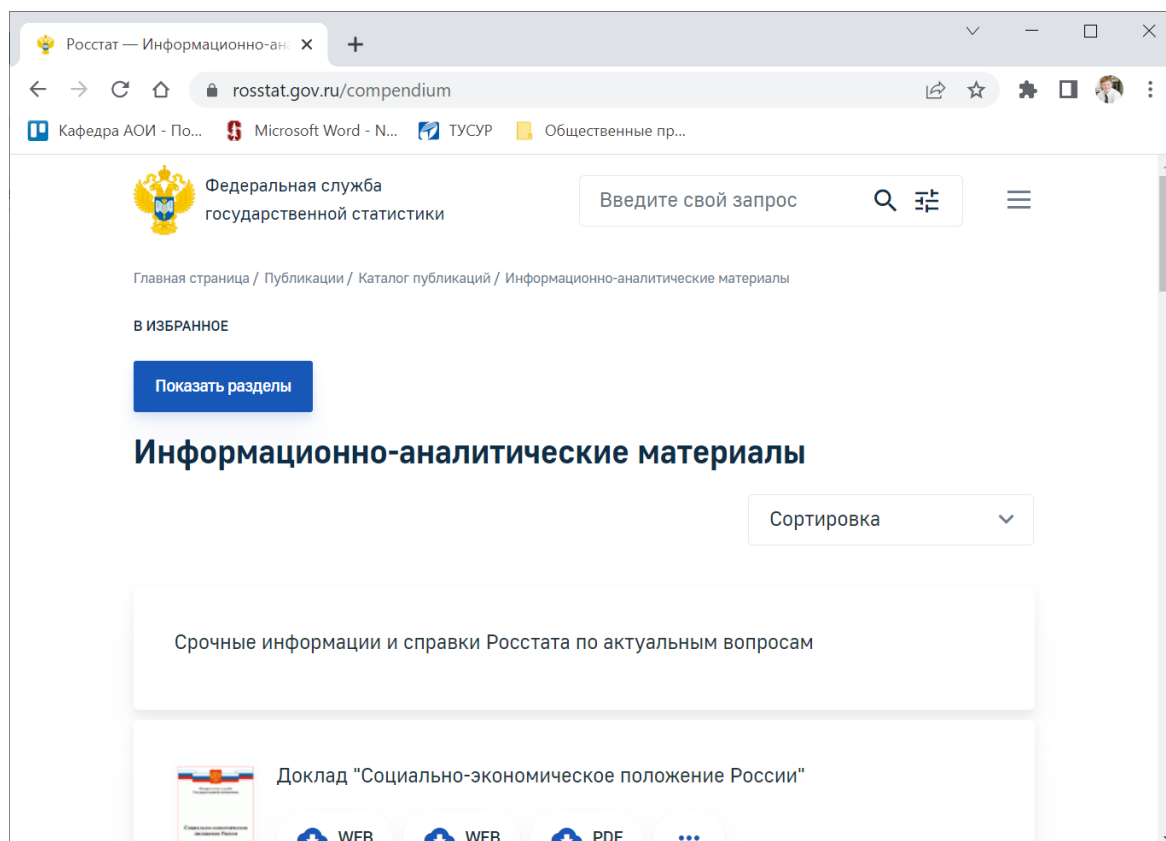 Росстат — Информационно-ана
rosstat.gov.ru/compendium
Кафедра АОИ - По... Microsoft Word - N... ТУСУР Общественные пр...
Федеральная служба
государственной статистики
Введите свой запрос
Главная страница / Публикации / Каталог публикаций / Информационно-аналитические материалы
В ИЗБРАННОЕ
Показать разделы
Информационно-аналитические материалы
Сортировка
Срочные информации и справки Росстата по актуальным вопросам
Доклад "Социально-экономическое положение России"
WEB WEB PDF